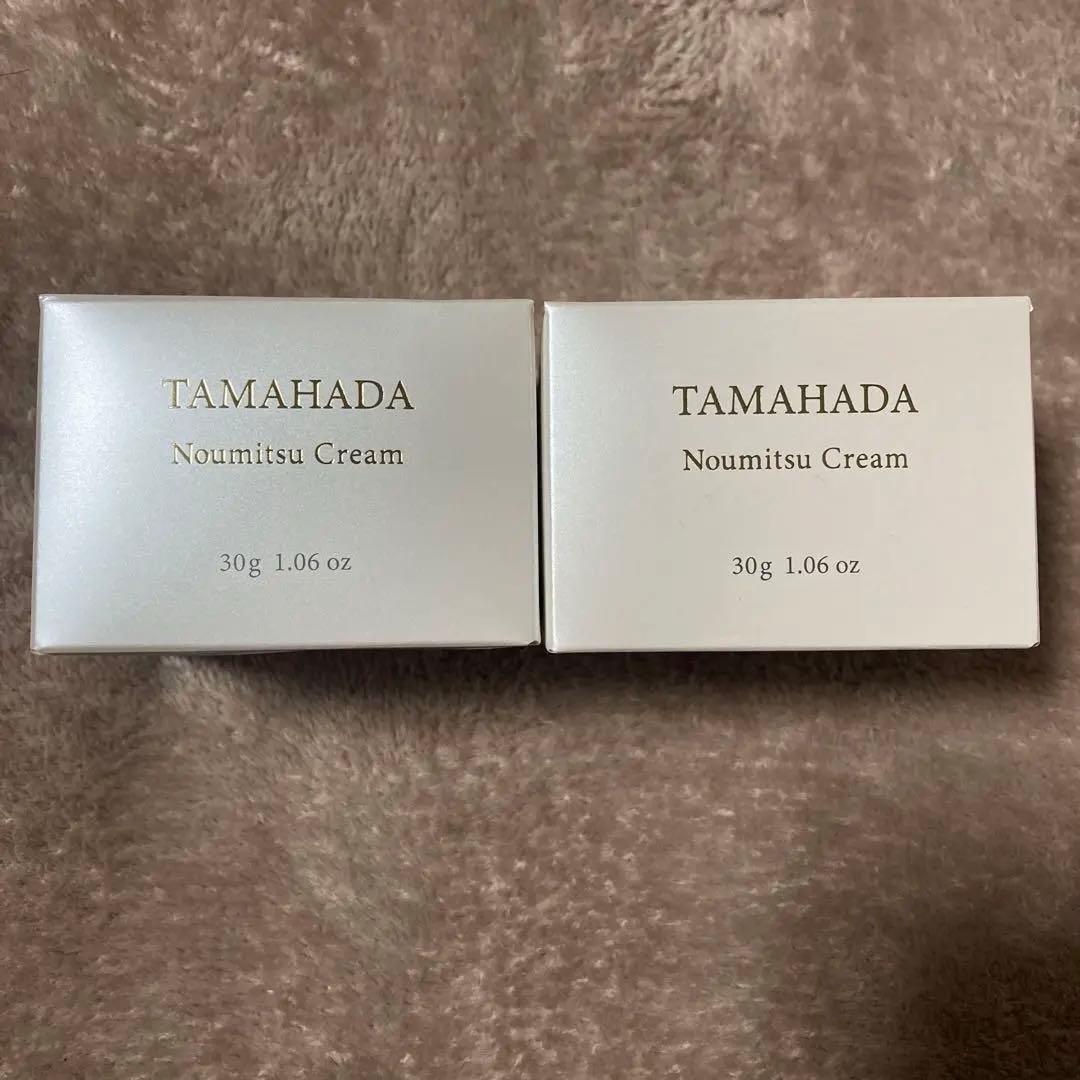 TAMAHADA
Noumitsu Cream
30g 1.06 oz
TAMAHADA
Noumitsu Cream
30g 1.06 oz